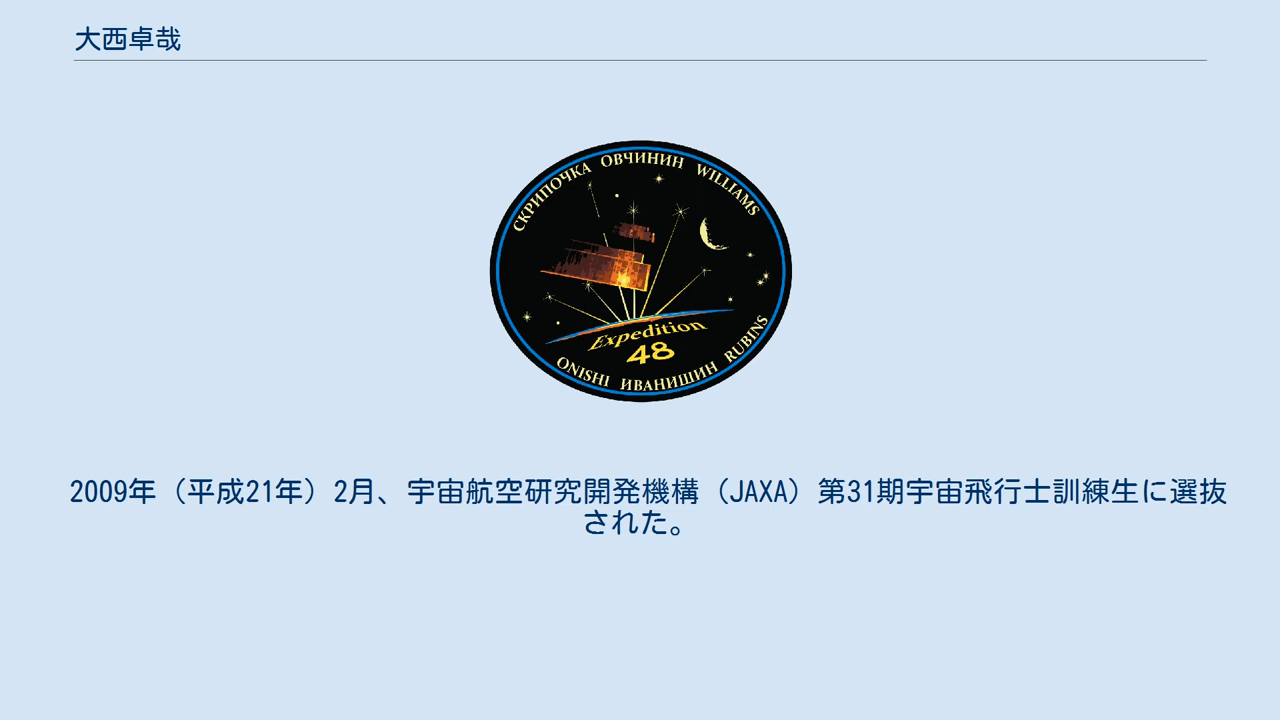 大西卓哉
СКРИПОЧКА ОВЧИНИН WILLIAMS
Expedition
48
ONISHI ИВАНИШИН RUBINS
2009年（平成21年）2月、宇宙航空研究開発機構（JAXA）第31期宇宙飛行士訓練生に選抜
された。